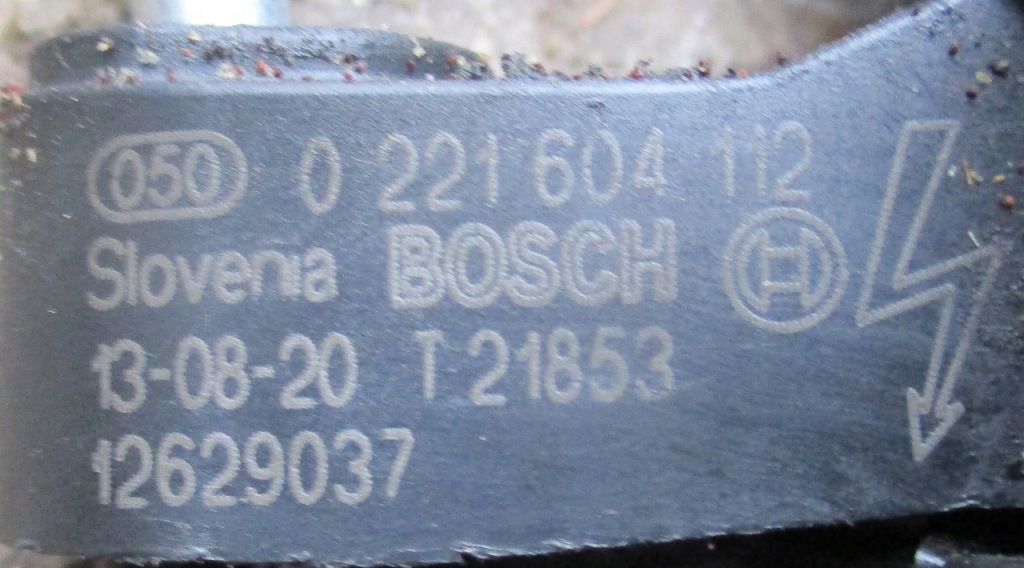 050 0 221 604 112
Slovenia BOSCH
13-08-20 T 21853
12629037